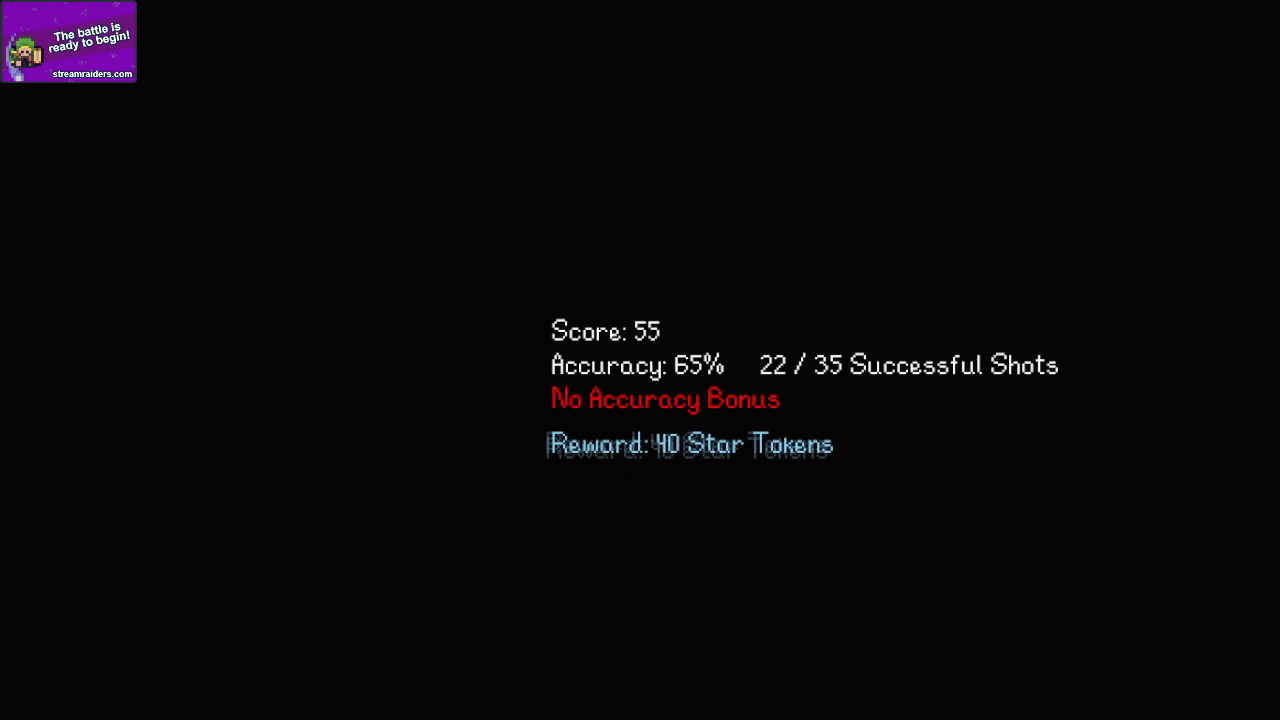 The battle is
ready to begin!
streamraiders.com
Score: 55
Accuracy: 65% 22 / 35 Successful Shots
No Accuracy Bonus
Reward: 40 Star Tokens